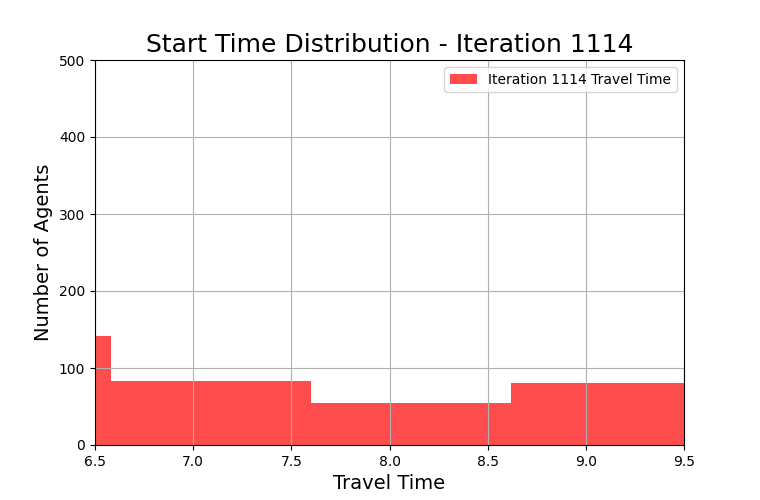 Start Time Distribution - Iteration 1114
500
Iteration 1114 Travel Time
400
300
200
100
0
Number of Agents
6.5 7.0 7.5 8.0 8.5 9.0 9.5
Travel Time